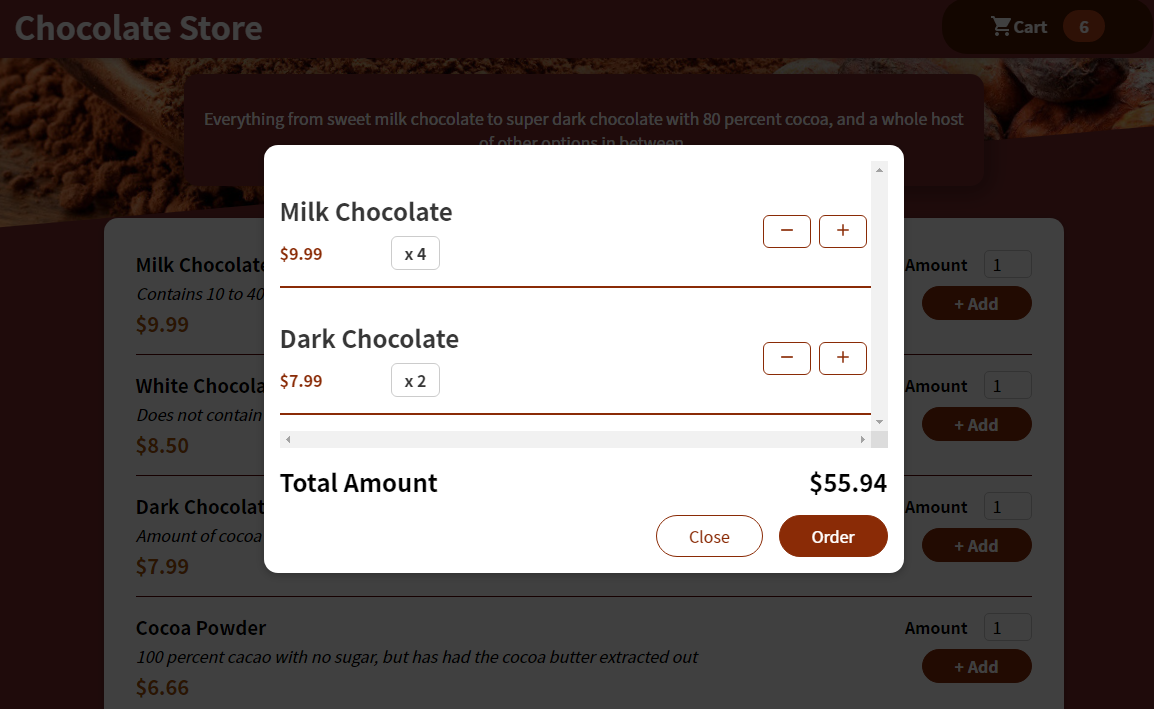 Chocolate Store
Cart 6
Everything from sweet milk chocolate to super dark chocolate with 80 percent cocoa, and a whole host
of other options in between
Milk Chocolate
$9.99 x 4
− +
Dark Chocolate
$7.99 x 2
− +
Total Amount $55.94
Close Order
Milk Chocolate
Amount 1
Contains 10 to 40
+ Add
$9.99
White Chocola
Amount 1
Does not contain
+ Add
$8.50
Dark Chocolat
Amount 1
Amount of cocoa
+ Add
$7.99
Cocoa Powder
Amount 1
100 percent cacao with no sugar, but has had the cocoa butter extracted out
+ Add
$6.66